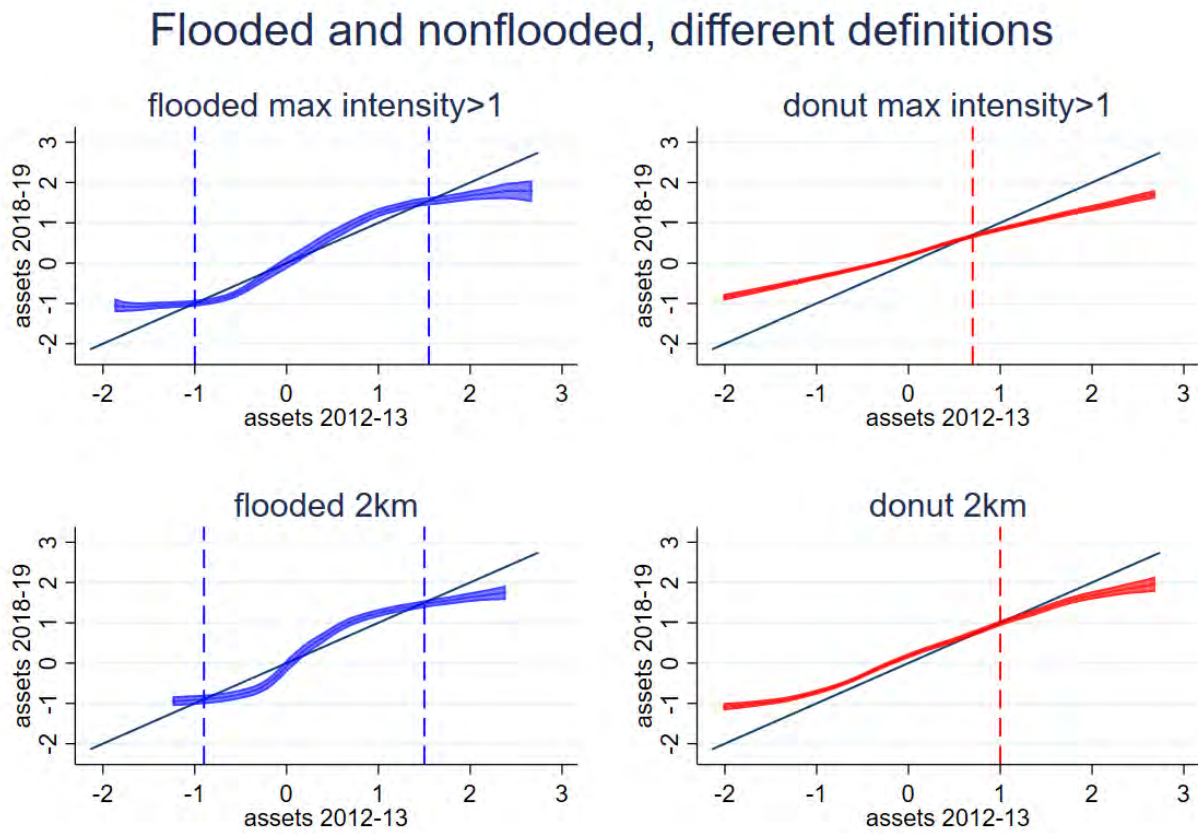 Flooded and nonflooded, different definitions
flooded max intensity>1
assets 2018-19
3
2
1
0
-1
-2
-2 -1 0 1 2 3
assets 2012-13
donut max intensity>1
assets 2018-19
3
2
1
0
-1
-2
-2 -1 0 1 2 3
assets 2012-13
flooded 2km
assets 2018-19
3
2
1
0
-1
-2
-2 -1 0 1 2 3
assets 2012-13
donut 2km
assets 2018-19
3
2
1
0
-1
-2
-2 -1 0 1 2 3
assets 2012-13